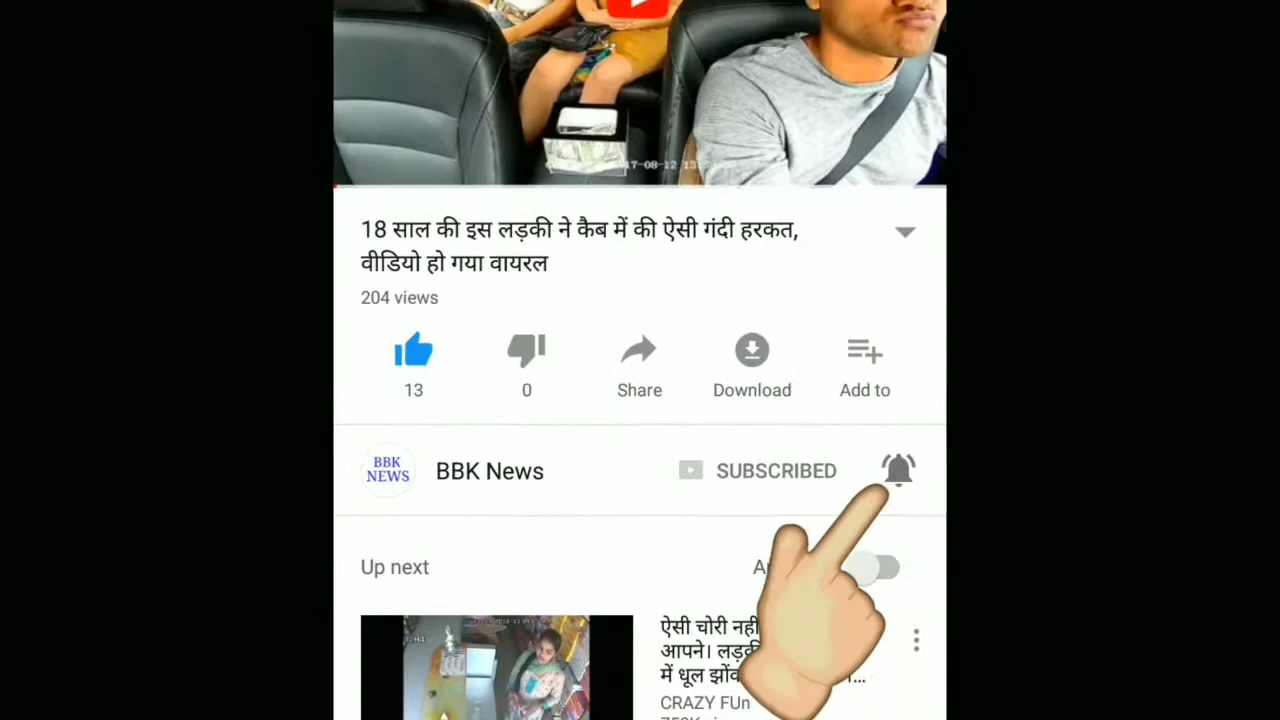 18 साल की इस लड़की ने कैब में की ऐसी गंदी हरकत,
वीडियो हो गया वायरल
204 views
13
0
Share
Download
Add to
BBK
NEWS
BBK News
SUBSCRIBED
Up next
ऐसी चोरी नहीं
आपने।
में धूल
CRAZY FUn